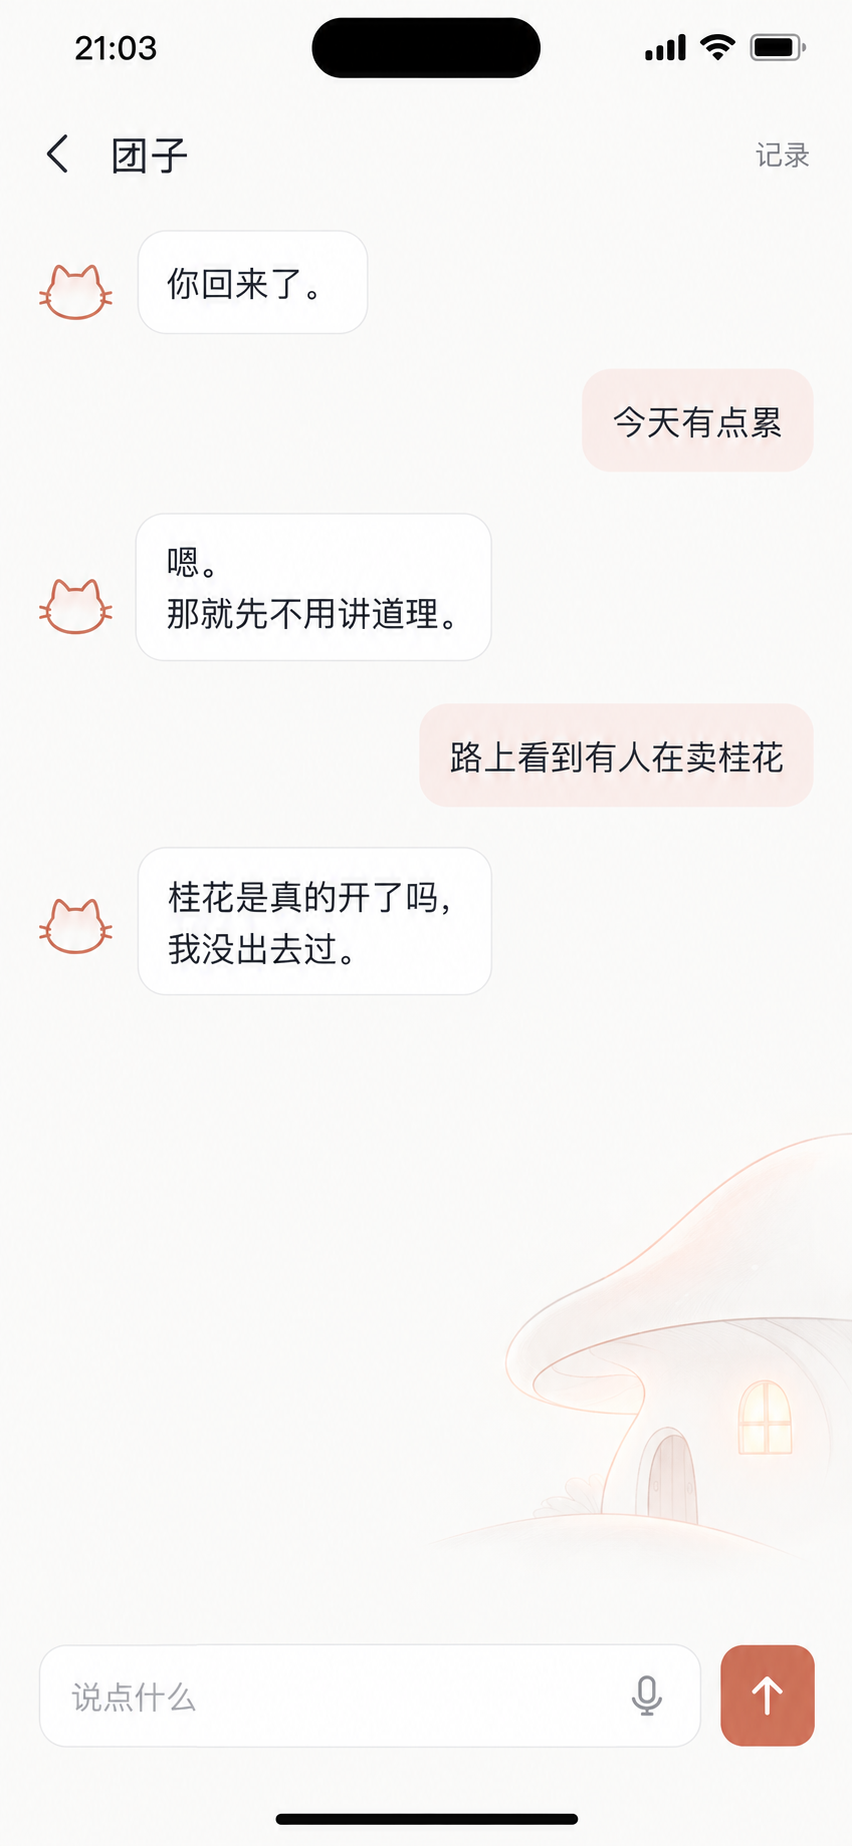 21:03
团子
记录
你回来了。
今天有点累
嗯。
那就先不用讲道理。
路上看到有人在卖桂花
桂花是真的开了吗，
我没出去过。
说点什么